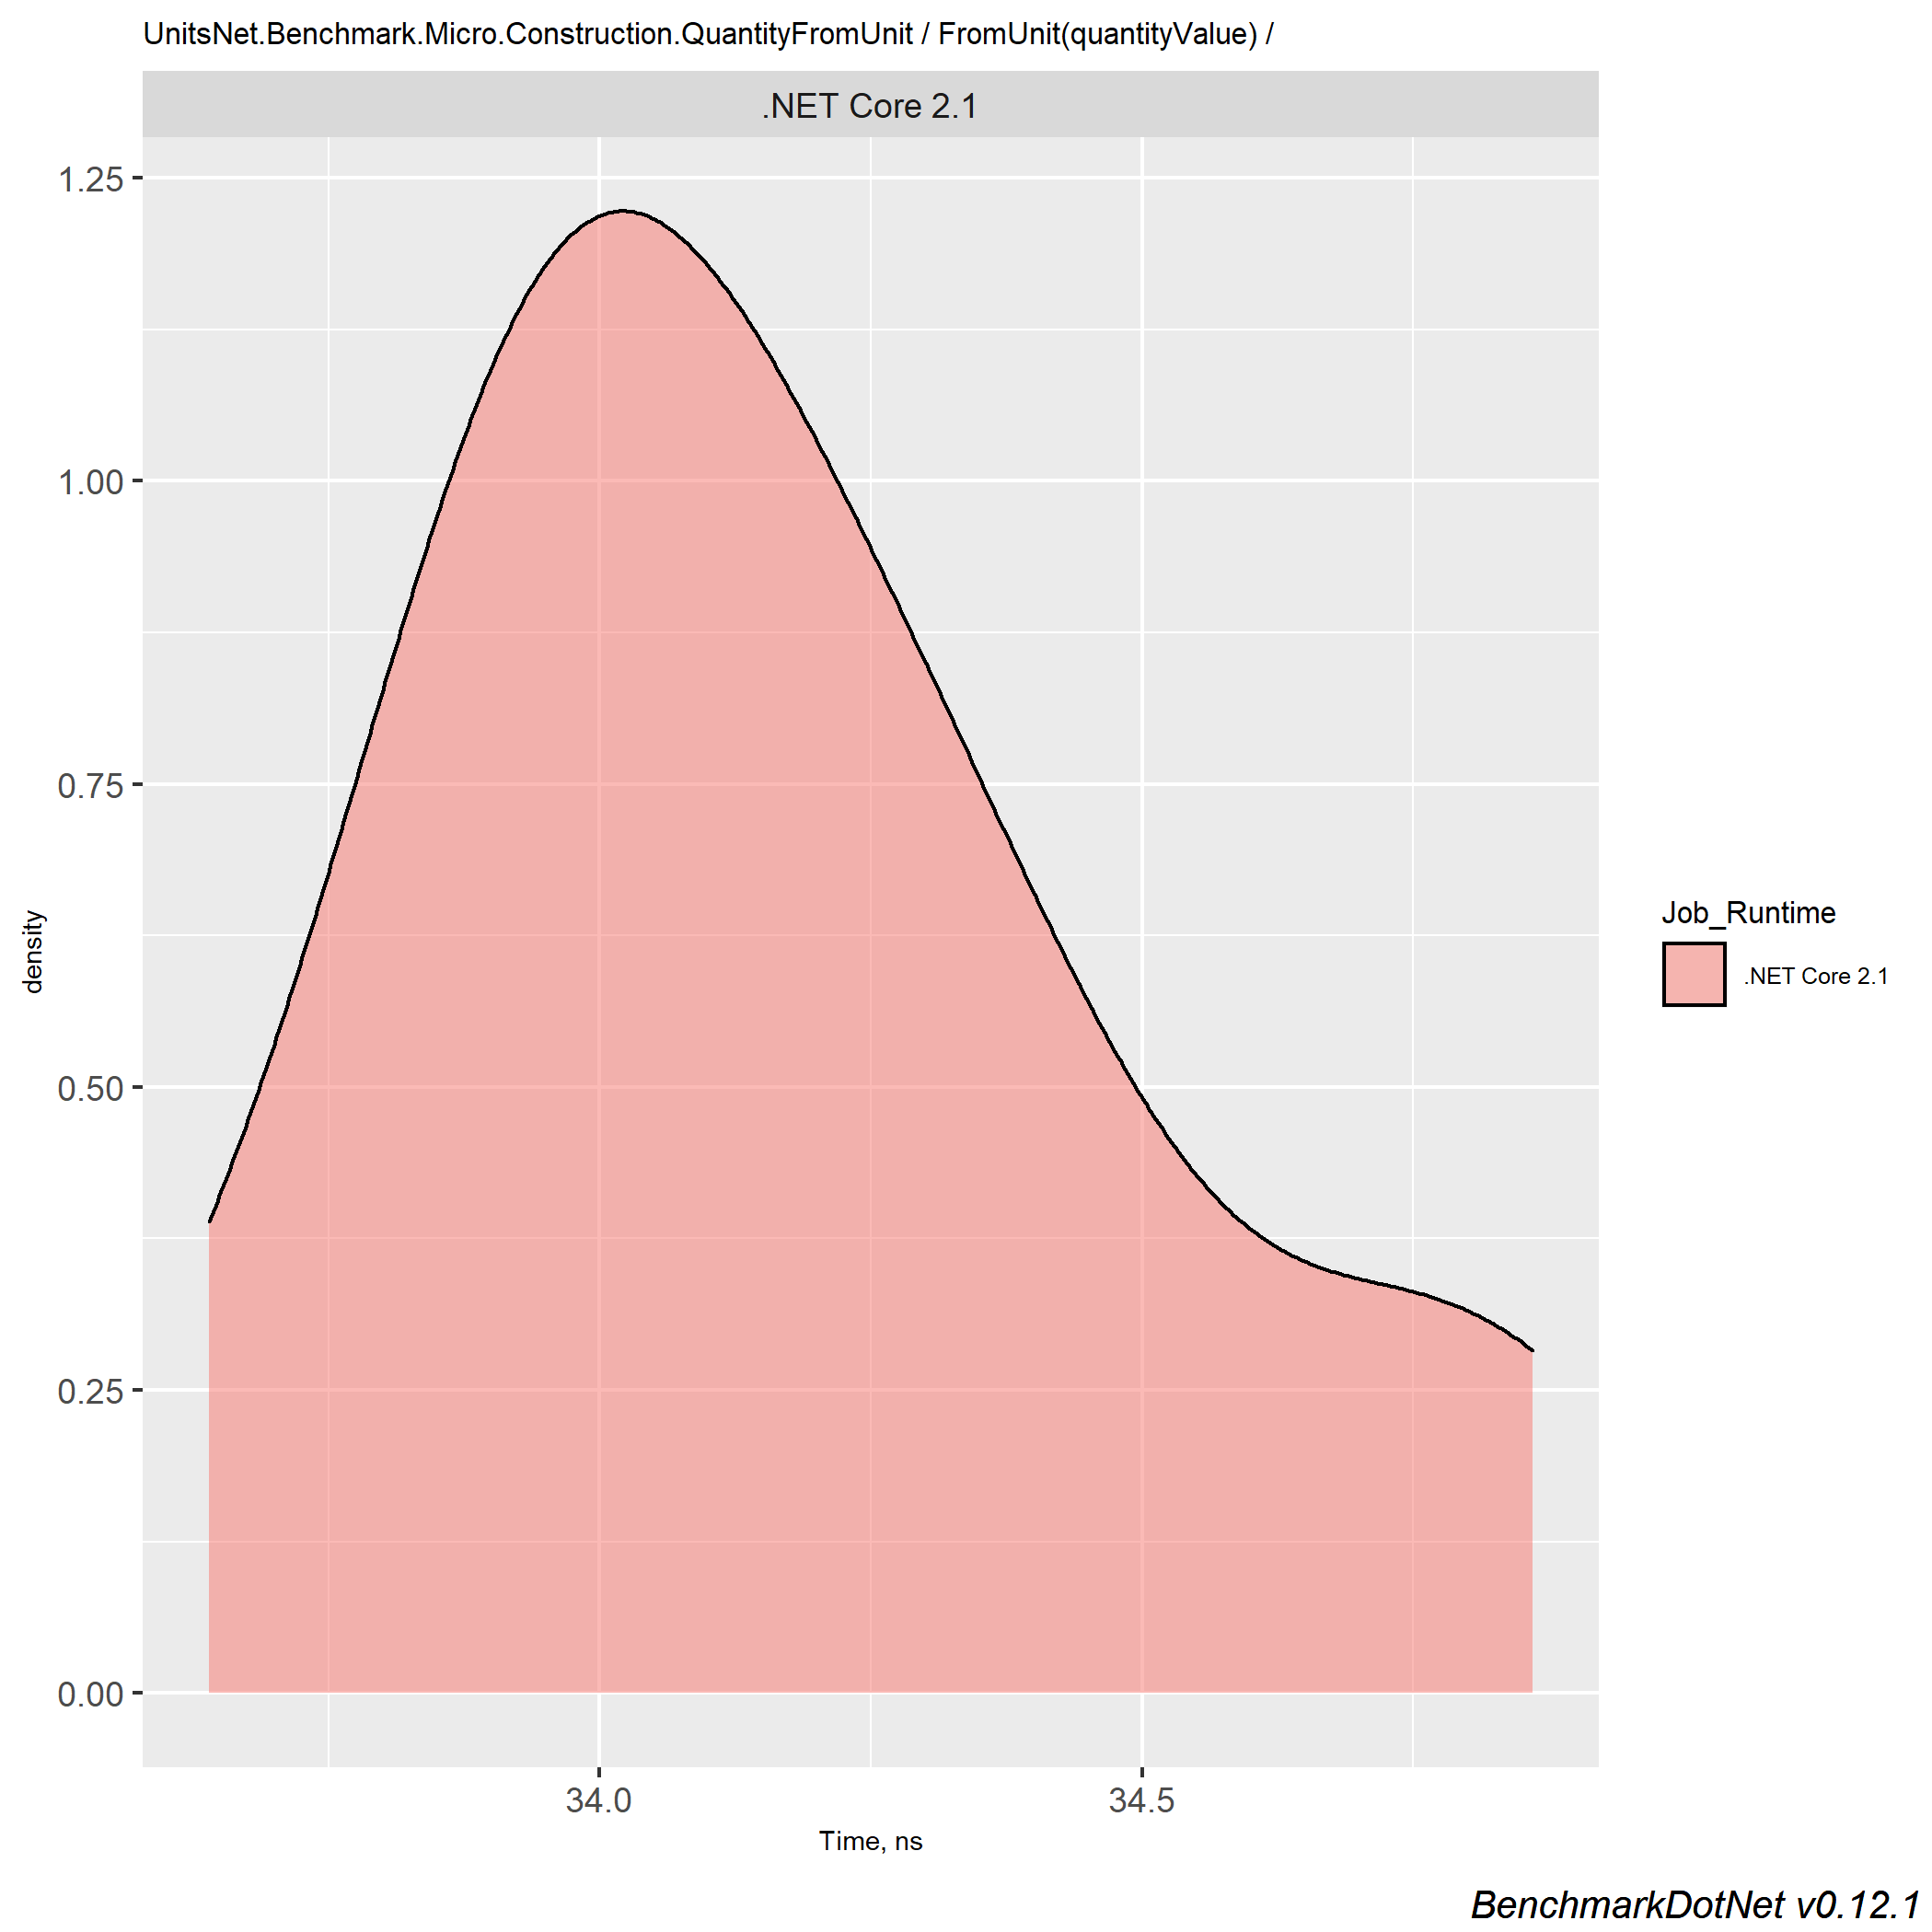 UnitsNet.Benchmark.Micro.Construction.QuantityFromUnit / FromUnit(quantityValue) /
.NET Core 2.1
1.25
1.00
0.75
0.50
0.25
0.00
density
34.0
34.5
Time, ns
Job_Runtime
.NET Core 2.1
BenchmarkDotNet v0.12.1